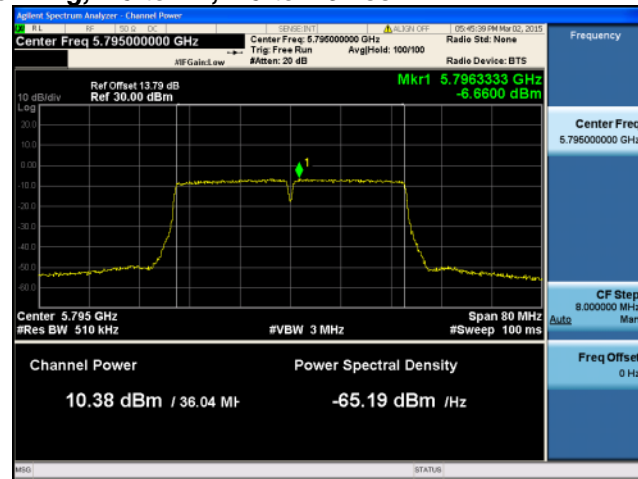 Agilent Spectrum Analyzer - Channel Power
RL RF 50 Ω DC SENSE:INT ALIGN OFF 05:45:39 PM Mar 02, 2015
Center Freq 5.795000000 GHz
Center Freq: 5.795000000 GHz
Radio Std: None
Trig: Free Run Avg|Hold: 100/100
#IFGain:Low #Atten: 20 dB Radio Device: BTS
Frequency
Mkr1 5.7963333 GHz
-6.6600 dBm
Ref Offset 13.79 dB
10 dB/div Ref 30.00 dBm
Log
20.0
10.0
0.00
-10.0
-20.0
-30.0
-40.0
-50.0
-60.0
1
Center Freq
5.795000000 GHz
Center 5.795 GHz Span 80 MHz
#Res BW 510 kHz #VBW 3 MHz #Sweep 100 ms
CF Step
8.000000 MHz
Auto Man
Channel Power Power Spectral Density
10.38 dBm / 36.04 MH -65.19 dBm /Hz
Freq Offset
0 Hz
MSG STATUS